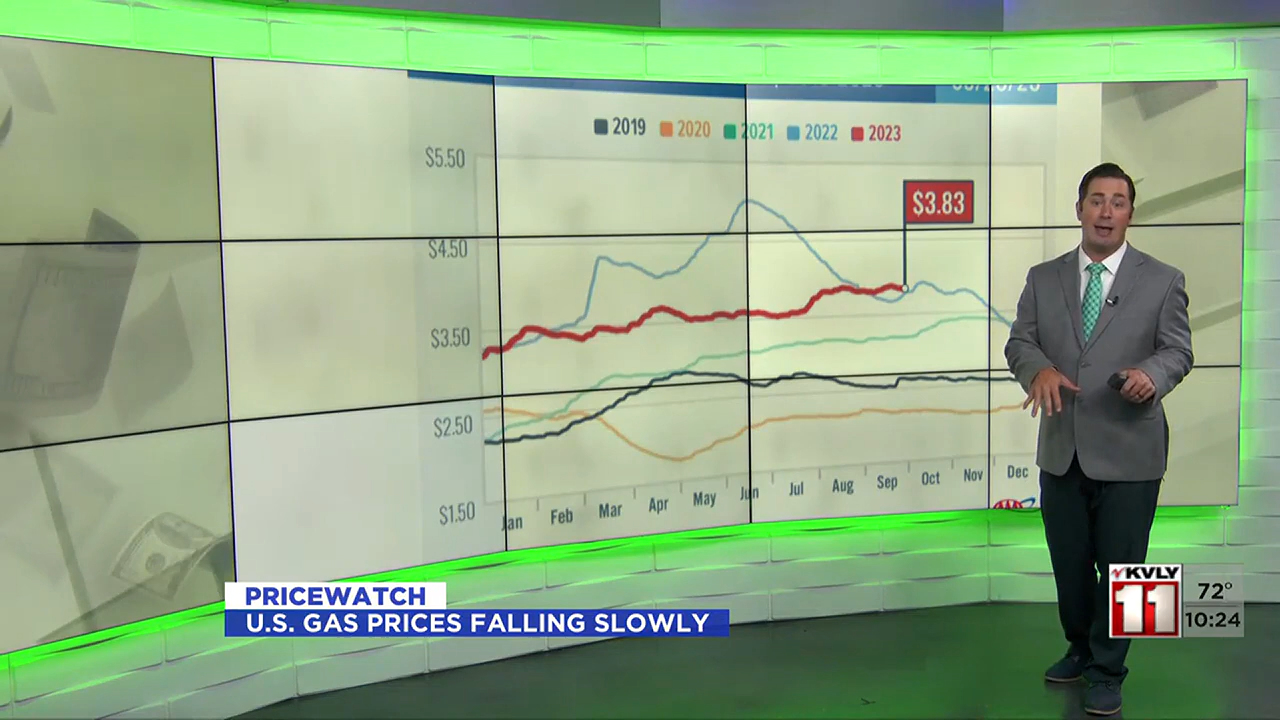 2019 2020 2021 2022 2023
$5.50
$3.83
$4.50
$3.50
$2.50
$1.50
Jan Feb Mar Apr May Jun Jul Aug Sep Oct Nov Dec
PRICEWATCH
U.S. GAS PRICES FALLING SLOWLY
KVLY
11
72°
10:24